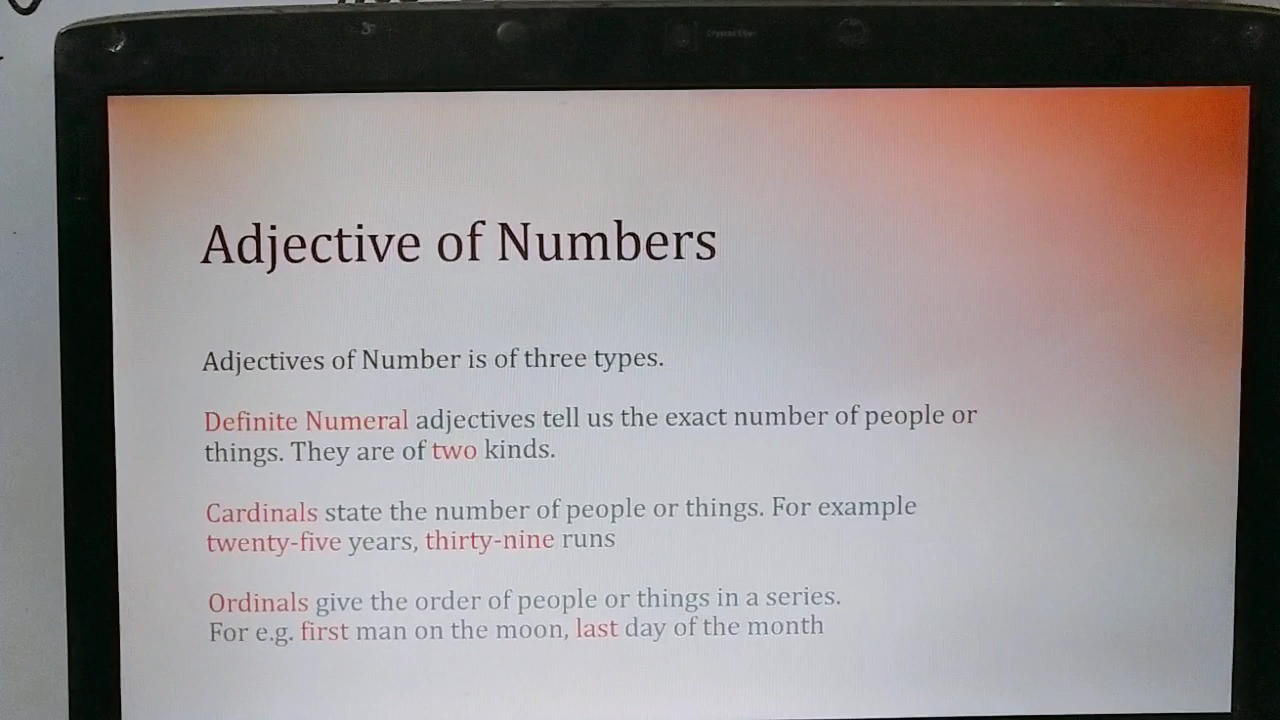 Adjective of Numbers
Adjectives of Number is of three types.
Definite Numeral adjectives tell us the exact number of people or
things. They are of two kinds.
Cardinals state the number of people or things. For example
twenty-five years, thirty-nine runs
Ordinals give the order of people or things in a series.
For e.g. first man on the moon, last day of the month